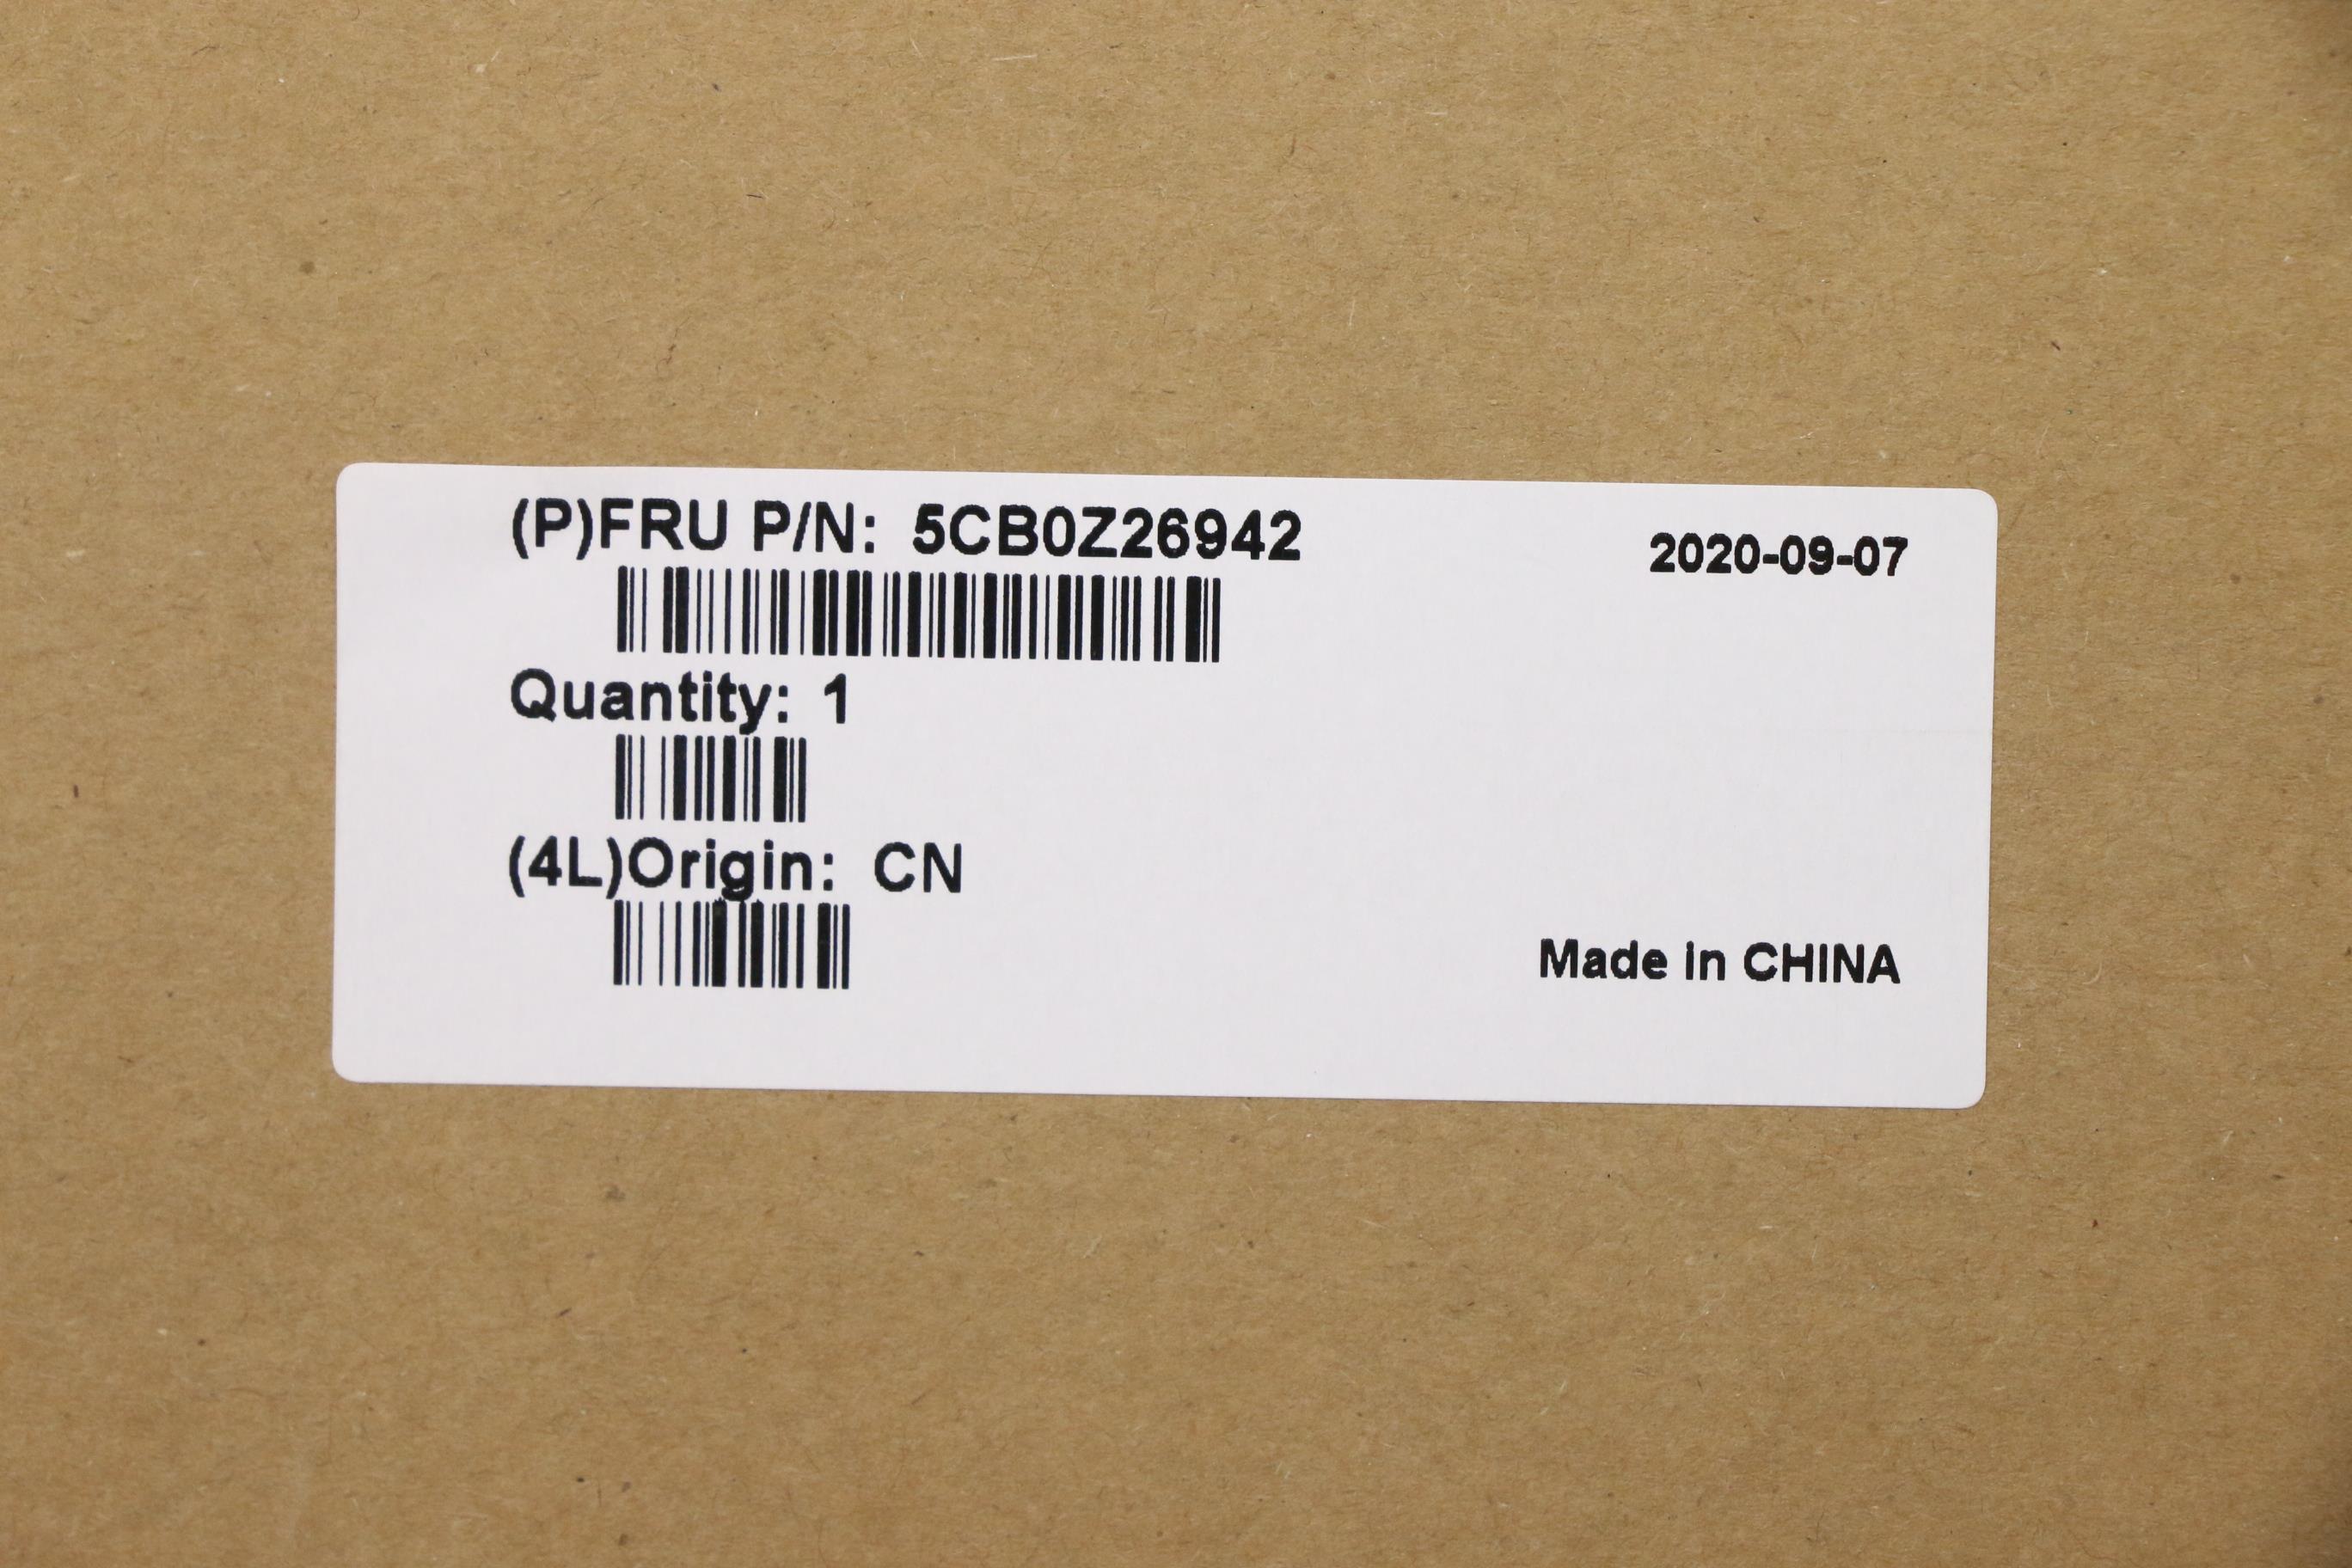 (P)FRU P/N: 5CB0Z26942
2020-09-07
Quantity: 1
(4L)Origin: CN
Made in CHINA